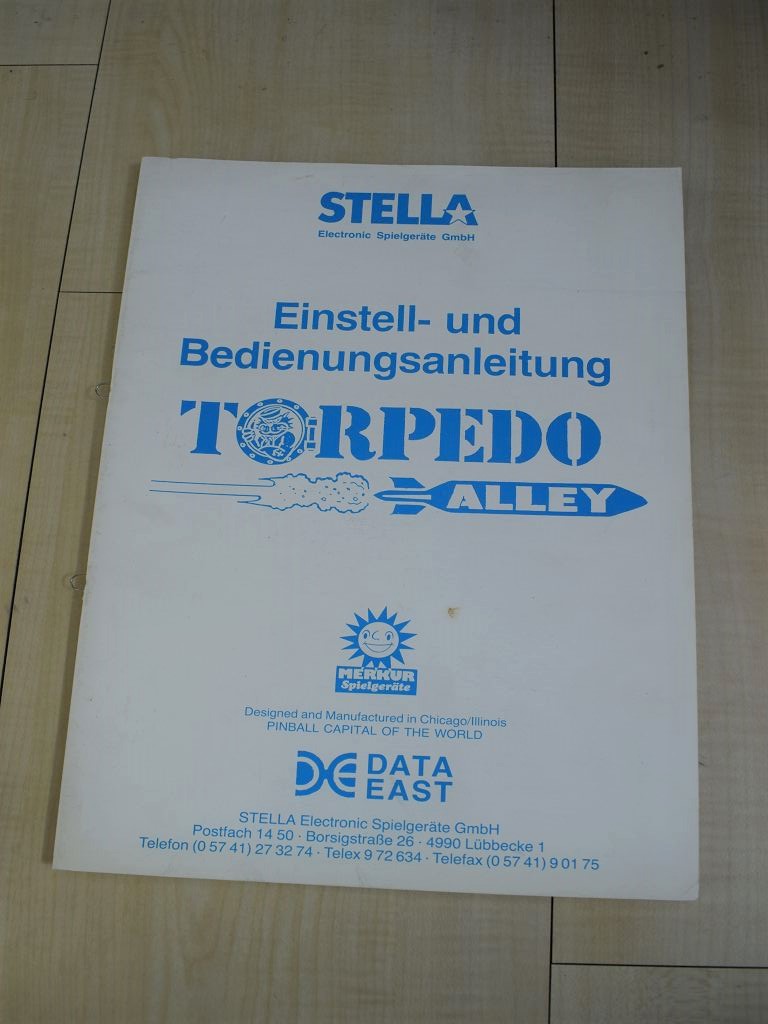 STELLA
Electronic Spielgeräte GmbH
Einstell- und
Bedienungsanleitung
TORPEDO
ALLEY
MERKUR
Spielgeräte
Designed and Manufactured in Chicago/Illinois
PINBALL CAPITAL OF THE WORLD
DE DATA
EAST
STELLA Electronic Spielgeräte GmbH
Postfach 14 50 · Borsigstraße 26 · 4990 Lübbecke 1
Telefon (0 57 41) 27 32 74 · Telex 9 72 634 · Telefax (0 57 41) 9 01 75